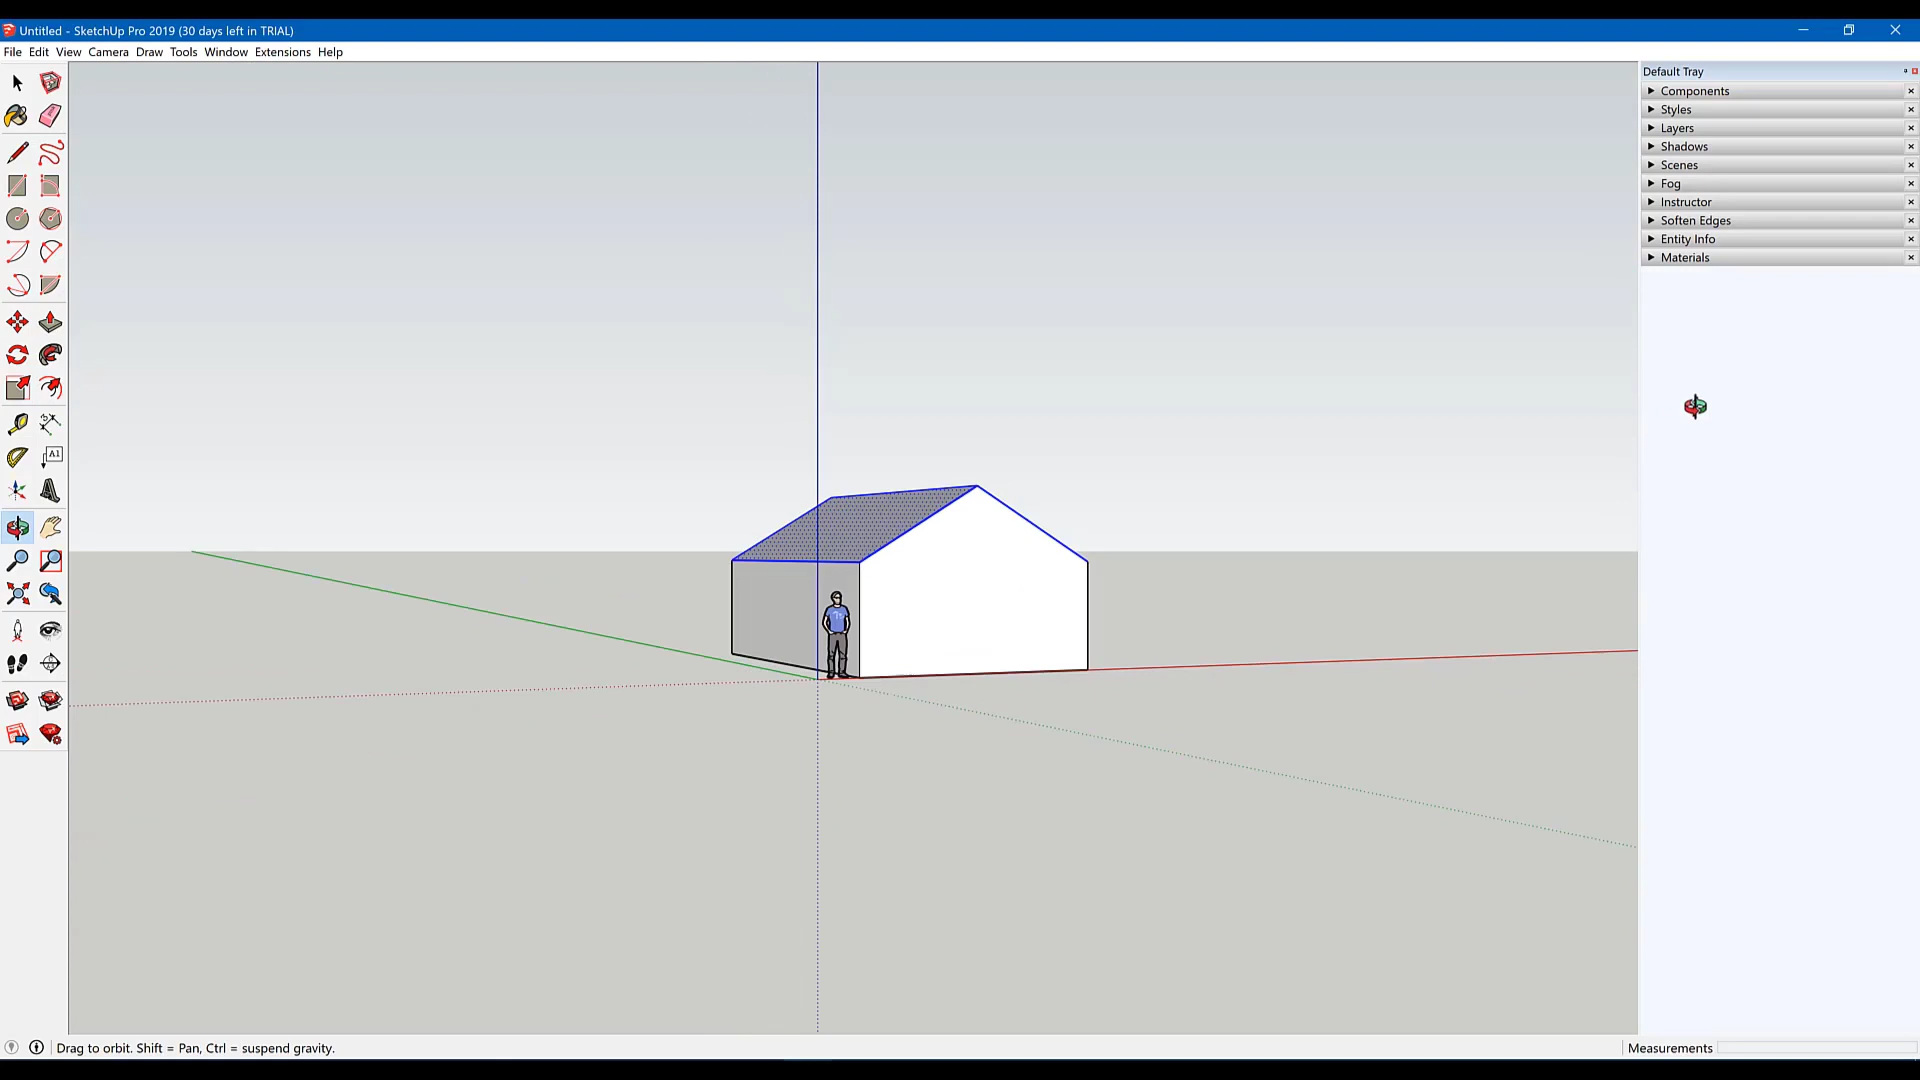 Untitled - SketchUp Pro 2019 (30 days left in TRIAL)
File Edit View Camera Draw Tools Window Extensions Help
Default Tray
Components
Styles
Layers
Shadows
Scenes
Fog
Instructor
Soften Edges
Entity Info
Materials
A1
Drag to orbit. Shift = Pan, Ctrl = suspend gravity.
Measurements